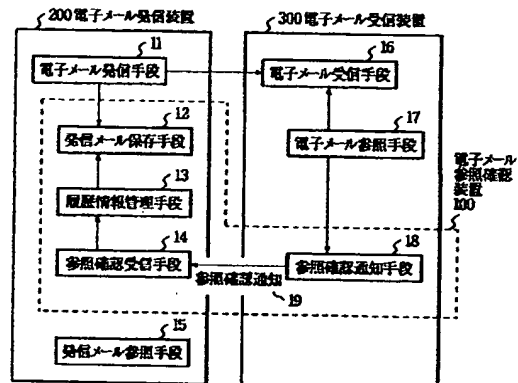 200 電子メール発信装置
300 電子メール受信装置
11
電子メール発信手段
16
電子メール受信手段
12
発信メール保存手段
17
電子メール参照手段
13
履歴情報管理手段
電子メール
参照確認
装置
100
14
参照確認受信手段
18
参照確認通知手段
参照確認通知
19
15
発信メール参照手段